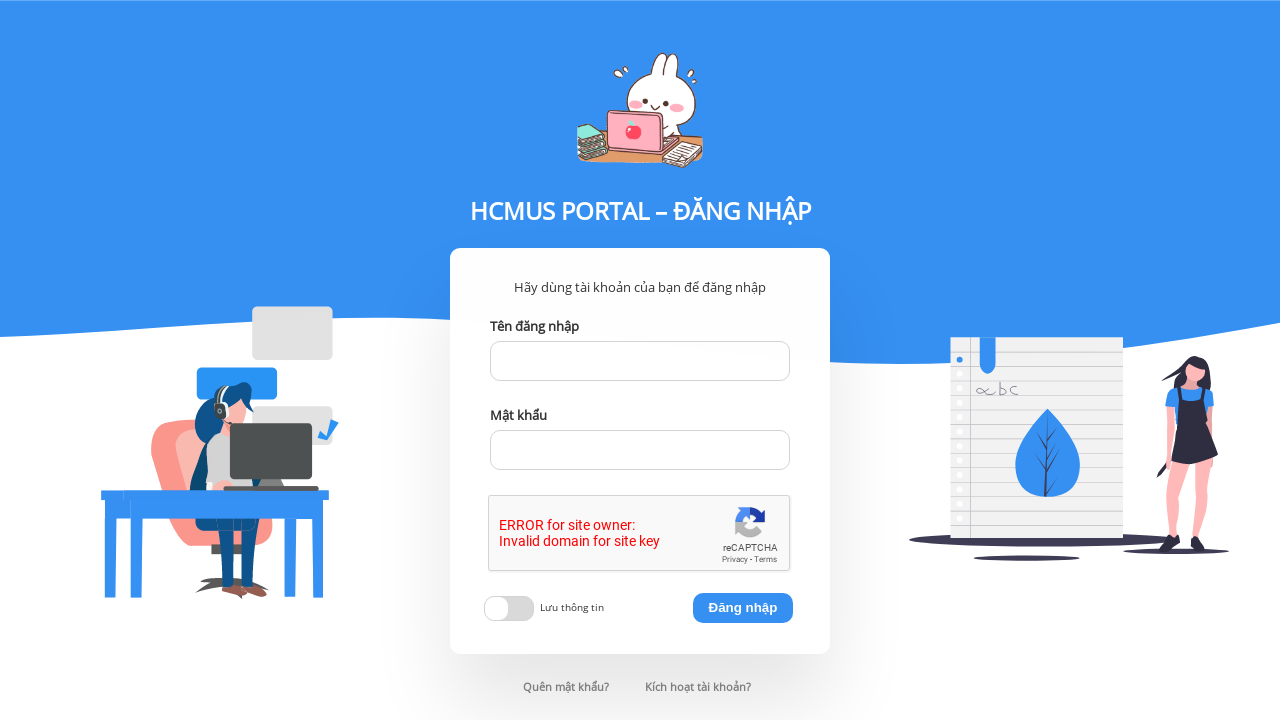 HCMUS PORTAL – ĐĂNG NHẬP
Hãy dùng tài khoản của bạn để đăng nhập
Tên đăng nhập
Mật khẩu
ERROR for site owner:
Invalid domain for site key
reCAPTCHA
Privacy - Terms
Lưu thông tin
Đăng nhập
Quên mật khẩu?
Kích hoạt tài khoản?
abc